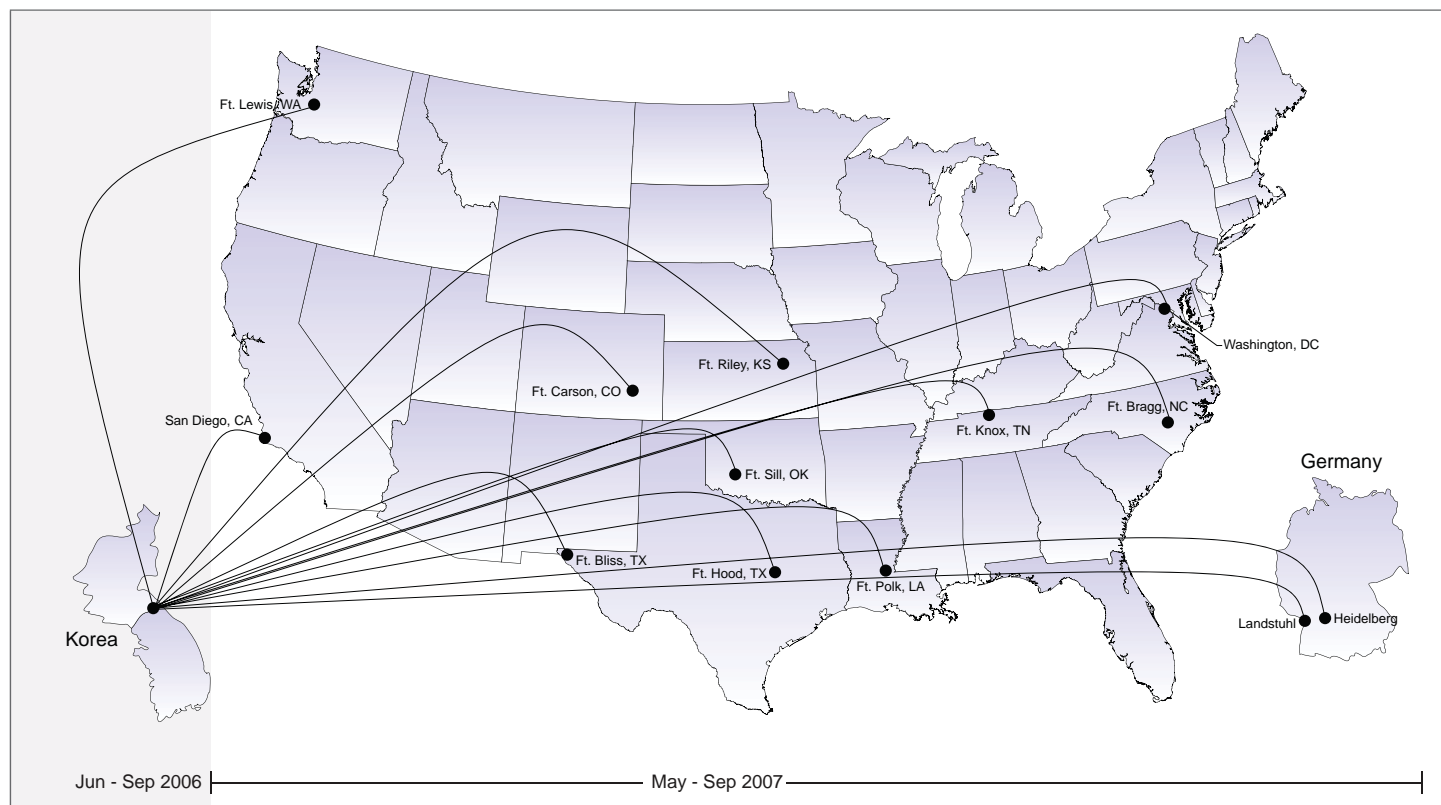 Ft. Lewis, WA
Washington, DC
Ft. Riley, KS
Ft. Carson, CO
Ft. Bragg, NC
San Diego, CA
Ft. Knox, TN
Germany
Ft. Sill, OK
Ft. Bliss, TX
Ft. Hood, TX
Ft. Polk, LA
Landstuhl
Heidelberg
Korea
Jun - Sep 2006
May - Sep 2007